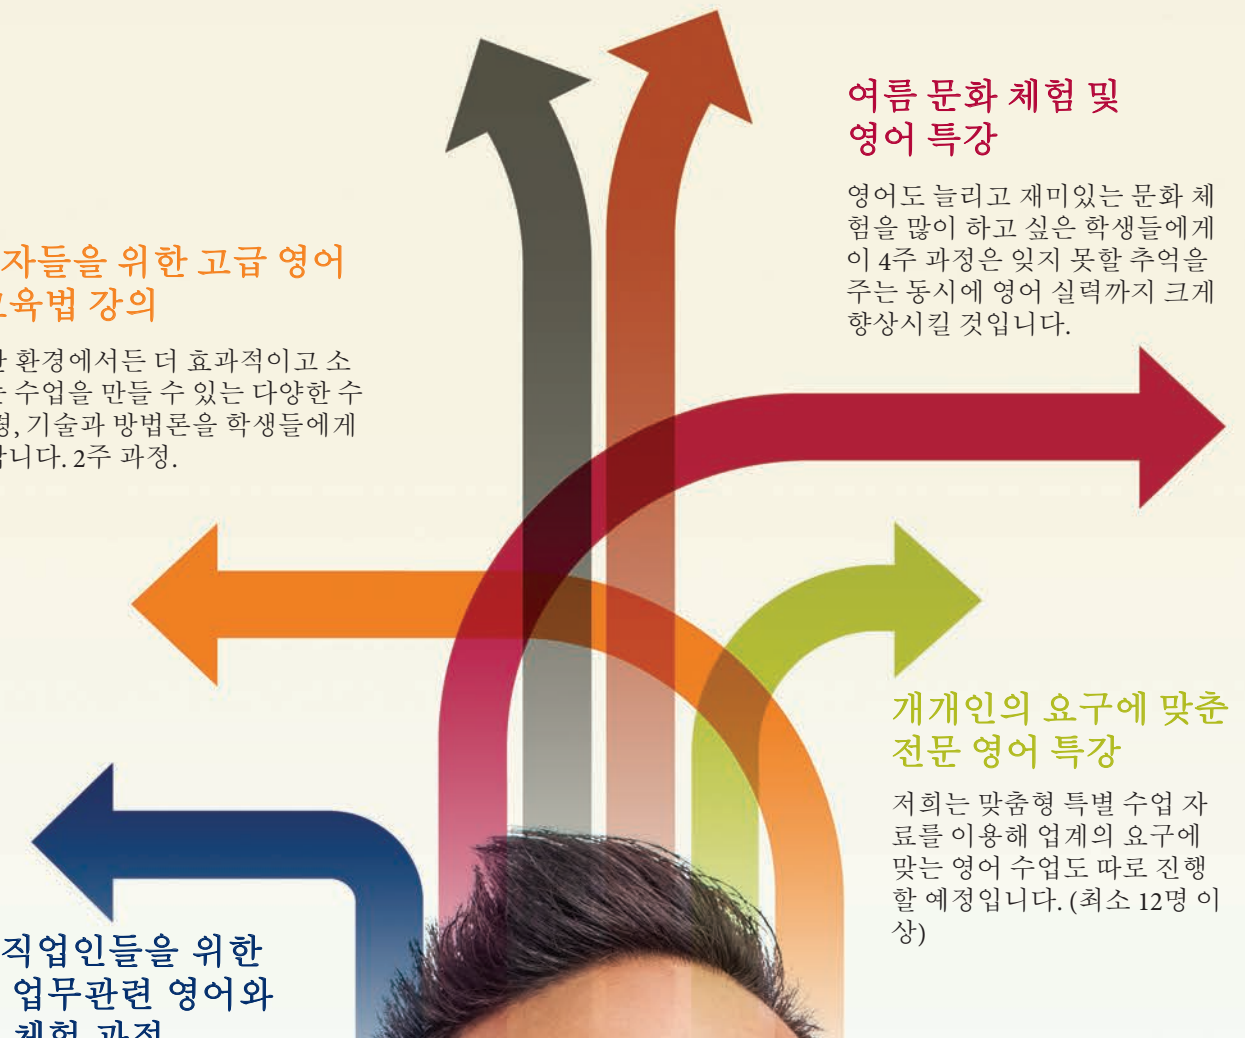 여름 문화 체험 및
영어 특강
영어도 늘리고 재미있는 문화 체
험을 많이 하고 싶은 학생들에게
이 4주 과정은 잊지 못할 추억을
주는 동시에 영어 실력까지 크게
향상시킬 것입니다.
자들을 위한 고급 영어
육법 강의
환경에서든 더 효과적이고 소
수업을 만들 수 있는 다양한 수
기술과 방법론을 학생들에게
니다. 2주 과정.
개개인의 요구에 맞춘
전문 영어 특강
저희는 맞춤형 특별 수업 자
료를 이용해 업계의 요구에
맞는 영어 수업도 따로 진행
할 예정입니다. (최소 12명 이
상)
직업인들을 위한
업무관련 영어와
체험 과정